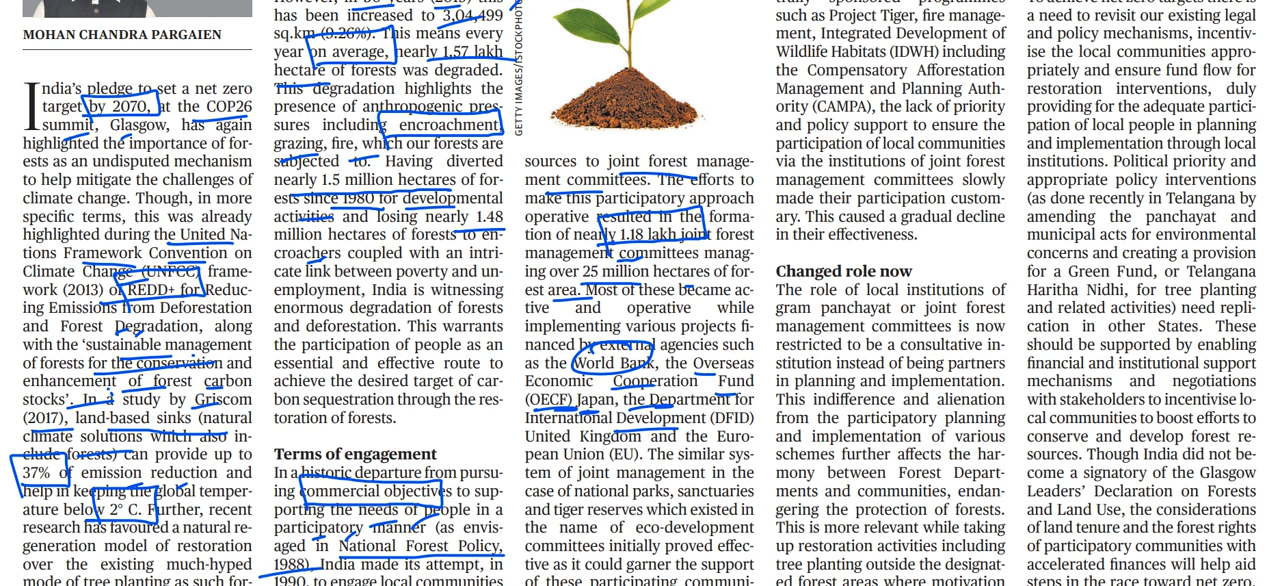 MOHAN CHANDRA PARGAIEN
India's pledge to set a net zero
target by 2070, at the COP26
summit, Glasgow, has again
highlighted the importance of for-
ests as an undisputed mechanism
to help mitigate the challenges of
climate change. Though, in more
specific terms, this was already
highlighted during the United Na-
tions Framework Convention on
Climate Change (UNFCC) frame-
work (2013) of REDD+ for Reduc-
ing Emissions from Deforestation
and Forest Degradation, along
with the 'sustainable management
of forests for the conservation and
enhancement of forest carbon
stocks'. In a study by Griscom
(2017), land-based sinks (natural
climate solutions which also in-
clude forests) can provide up to
37% of emission reduction and
help in keeping the global temper-
ature below 2° C. Further, recent
research has favoured a natural re-
generation model of restoration
over the existing much-hyped
mode of tree planting as such for-
has been increased to 3,04,499
sq.km (9.26%). This means every
year on average, nearly 1.57 lakh
hectare of forests was degraded.
This degradation highlights the
presence of anthropogenic pres-
sures including encroachment,
grazing, fire, which our forests are
subjected to. Having diverted
nearly 1.5 million hectares of for-
ests since 1980 for developmental
activities and losing nearly 1.48
million hectares of forests to en-
croachers coupled with an intri-
cate link between poverty and un-
employment, India is witnessing
enormous degradation of forests
and deforestation. This warrants
the participation of people as an
essential and effective route to
achieve the desired target of car-
bon sequestration through the res-
toration of forests.
Terms of engagement
In a historic departure from pursu-
ing commercial objectives to sup-
porting the needs of people in a
participatory manner (as envis-
aged in National Forest Policy,
1988), India made its attempt, in
1990, to engage local communities
GETTY IMAGES/ISTOCKPHOTO
sources to joint forest manage-
ment committees. The efforts to
make this participatory approach
operative resulted in the forma-
tion of nearly 1.18 lakh joint forest
management committees manag-
ing over 25 million hectares of for-
est area. Most of these became ac-
tive and operative while
implementing various projects fi-
nanced by external agencies such
as the World Bank, the Overseas
Economic Cooperation Fund
(OECF) Japan, the Department for
International Development (DFID)
United Kingdom and the Euro-
pean Union (EU). The similar sys-
tem of joint management in the
case of national parks, sanctuaries
and tiger reserves which existed in
the name of eco-development
committees initially proved effec-
tive as it could garner the support
of these participating communi-
such as Project Tiger, fire manage-
ment, Integrated Development of
Wildlife Habitats (IDWH) including
the Compensatory Afforestation
Management and Planning Auth-
ority (CAMPA), the lack of priority
and policy support to ensure the
participation of local communities
via the institutions of joint forest
management committees slowly
made their participation custom-
ary. This caused a gradual decline
in their effectiveness.
Changed role now
The role of local institutions of
gram panchayat or joint forest
management committees is now
restricted to be a consultative in-
stitution instead of being partners
in planning and implementation.
This indifference and alienation
from the participatory planning
and implementation of various
schemes further affects the har-
mony between Forest Depart-
ments and communities, endan-
gering the protection of forests.
This is more relevant while taking
up restoration activities including
tree planting outside the designat-
ed forest areas where motivation
a need to revisit our existing legal
and policy mechanisms, incentiv-
ise the local communities appro-
priately and ensure fund flow for
restoration interventions, duly
providing for the adequate partici-
pation of local people in planning
and implementation through local
institutions. Political priority and
appropriate policy interventions
(as done recently in Telangana by
amending the panchayat and
municipal acts for environmental
concerns and creating a provision
for a Green Fund, or Telangana
Haritha Nidhi, for tree planting
and related activities) need repli-
cation in other States. These
should be supported by enabling
financial and institutional support
mechanisms and negotiations
with stakeholders to incentivise lo-
cal communities to boost efforts to
conserve and develop forest re-
sources. Though India did not be-
come a signatory of the Glasgow
Leaders' Declaration on Forests
and Land Use, the considerations
of land tenure and the forest rights
of participatory communities with
accelerated finances will help aid
steps in the race toward net zero.